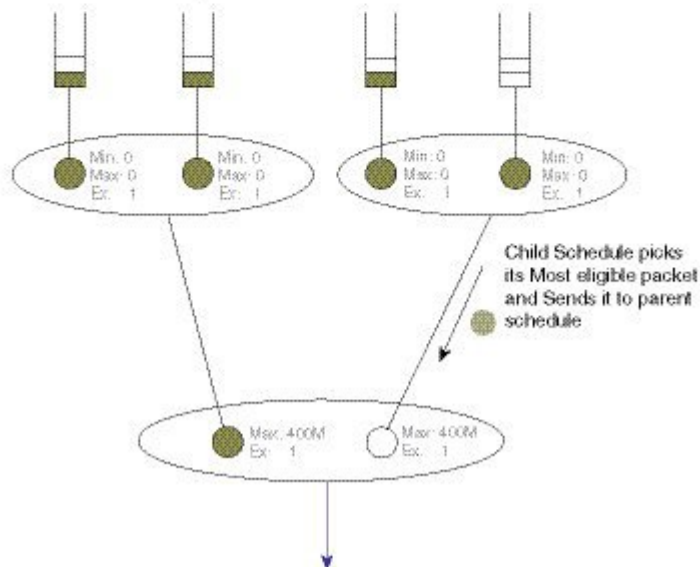 Min: 0
Max: 0
Ex: 1
Min: 0
Max: 0
Ex: 1
Min: 0
Max: 0
Ex: 1
Min: 0
Max: 0
Ex: 1
Child Schedule picks
its Most eligible packet
and Sends it to parent
schedule
Max: 400M
Ex: 1
Max: 400M
Ex: 1